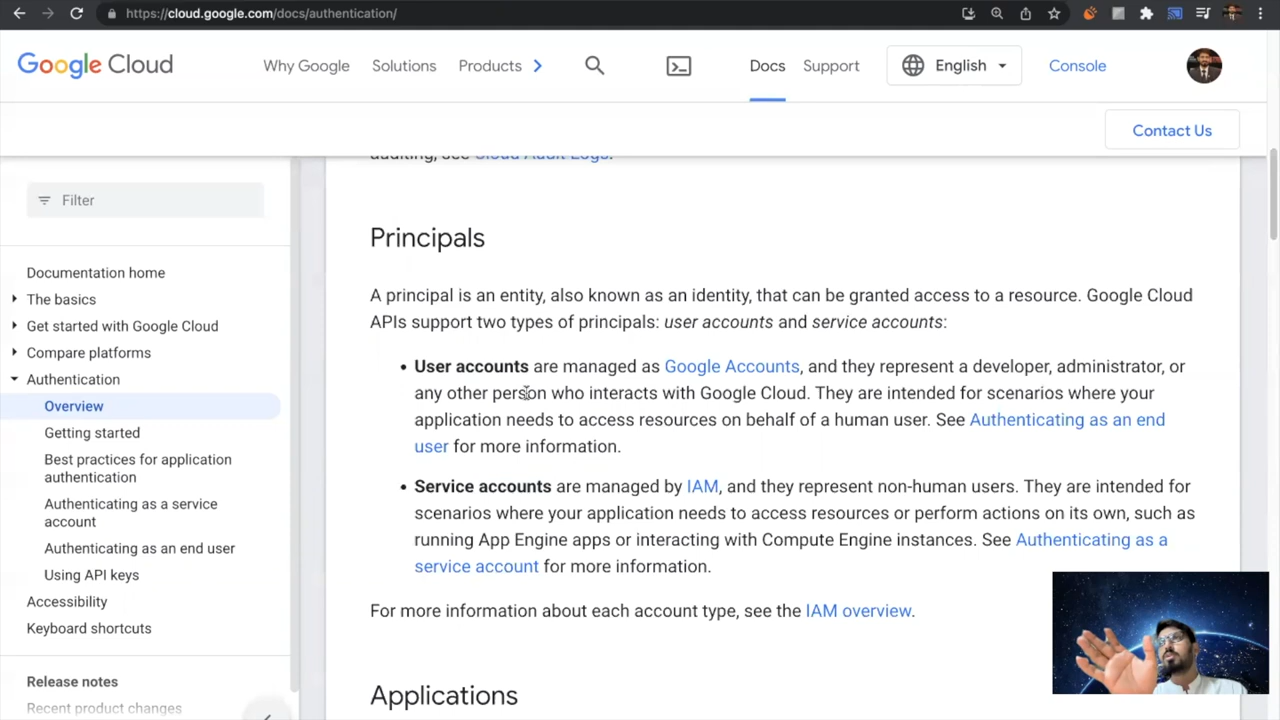 https://cloud.google.com/docs/authentication/
Google Cloud
Why Google
Solutions
Products
Docs
Support
English
Console
Contact Us
auditing, see Cloud Audit Logs.
Filter
Documentation home
The basics
Get started with Google Cloud
Compare platforms
Authentication
Overview
Getting started
Best practices for application
authentication
Authenticating as a service
account
Authenticating as an end user
Using API keys
Accessibility
Keyboard shortcuts
Release notes
Recent product changes
Principals
A principal is an entity, also known as an identity, that can be granted access to a resource. Google Cloud
APIs support two types of principals: user accounts and service accounts:
• User accounts are managed as Google Accounts, and they represent a developer, administrator, or
any other person who interacts with Google Cloud. They are intended for scenarios where your
application needs to access resources on behalf of a human user. See Authenticating as an end
user for more information.
• Service accounts are managed by IAM, and they represent non-human users. They are intended for
scenarios where your application needs to access resources or perform actions on its own, such as
running App Engine apps or interacting with Compute Engine instances. See Authenticating as a
service account for more information.
For more information about each account type, see the IAM overview.
Applications